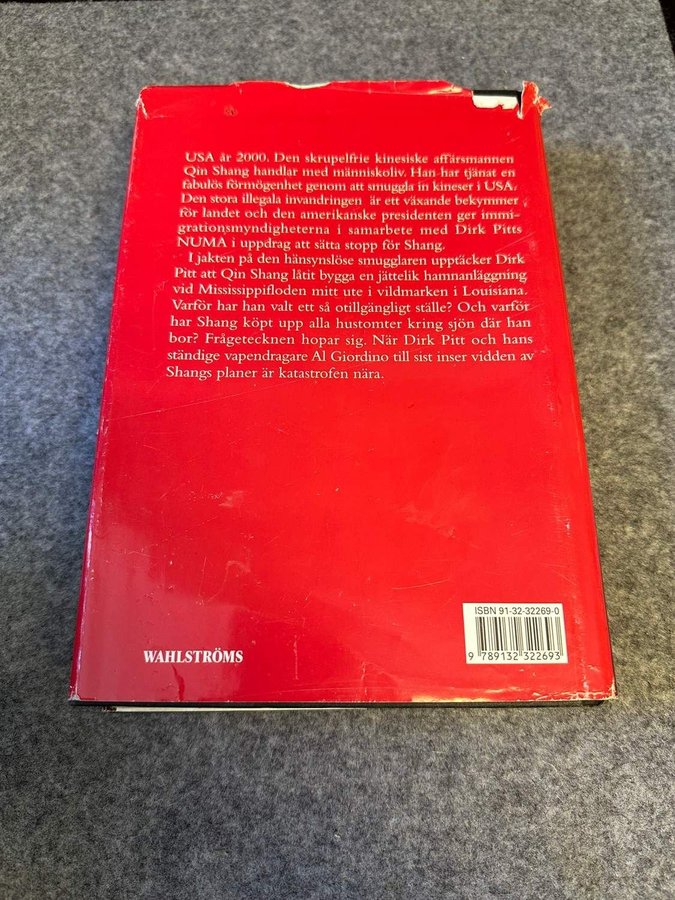 USA år 2000. Den skrupelfrie kinesiske affärsmannen
Qin Shang handlar med människoliv. Han har tjänat en
fabulös förmögenhet genom att smuggla in kineser i USA.
Den stora illegala invandringen är ett växande bekymmer
för landet och den amerikanske presidenten ger immi-
grationsmyndigheterna i samarbete med Dirk Pitts
NUMA i uppdrag att sätta stopp för Shang.
I jakten på den hänsynslöse smugglaren upptäcker Dirk
Pitt att Qin Shang låtit bygga en jättelik hamnanläggning
vid Mississippifloden mitt ute i vildmarken i Louisiana.
Varför har han valt ett så otillgängligt ställe? Och varför
har Shang köpt upp alla hustomter kring sjön där han
bor? Frågetecknen hopar sig. När Dirk Pitt och hans
ständige vapendragare Al Giordino till sist inser vidden av
Shangs planer är katastrofen nära.
ISBN 91-32-32269-0
9 789132 322693
WAHLSTRÖMS